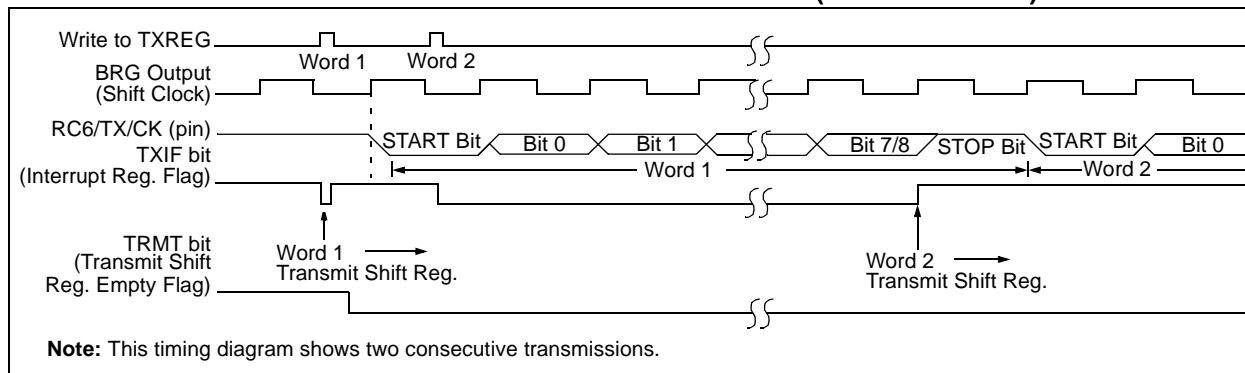 Write to TXREG
Word 1
Word 2
BRG Output
(Shift Clock)
RC6/TX/CK (pin)
START Bit
Bit 0
Bit 1
Bit 7/8
STOP Bit
START Bit
Bit 0
TXIF bit
(Interrupt Reg. Flag)
Word 1
Word 2
TRMT bit
(Transmit Shift
Reg. Empty Flag)
Word 1
Transmit Shift Reg.
Word 2
Transmit Shift Reg.
Note: This timing diagram shows two consecutive transmissions.